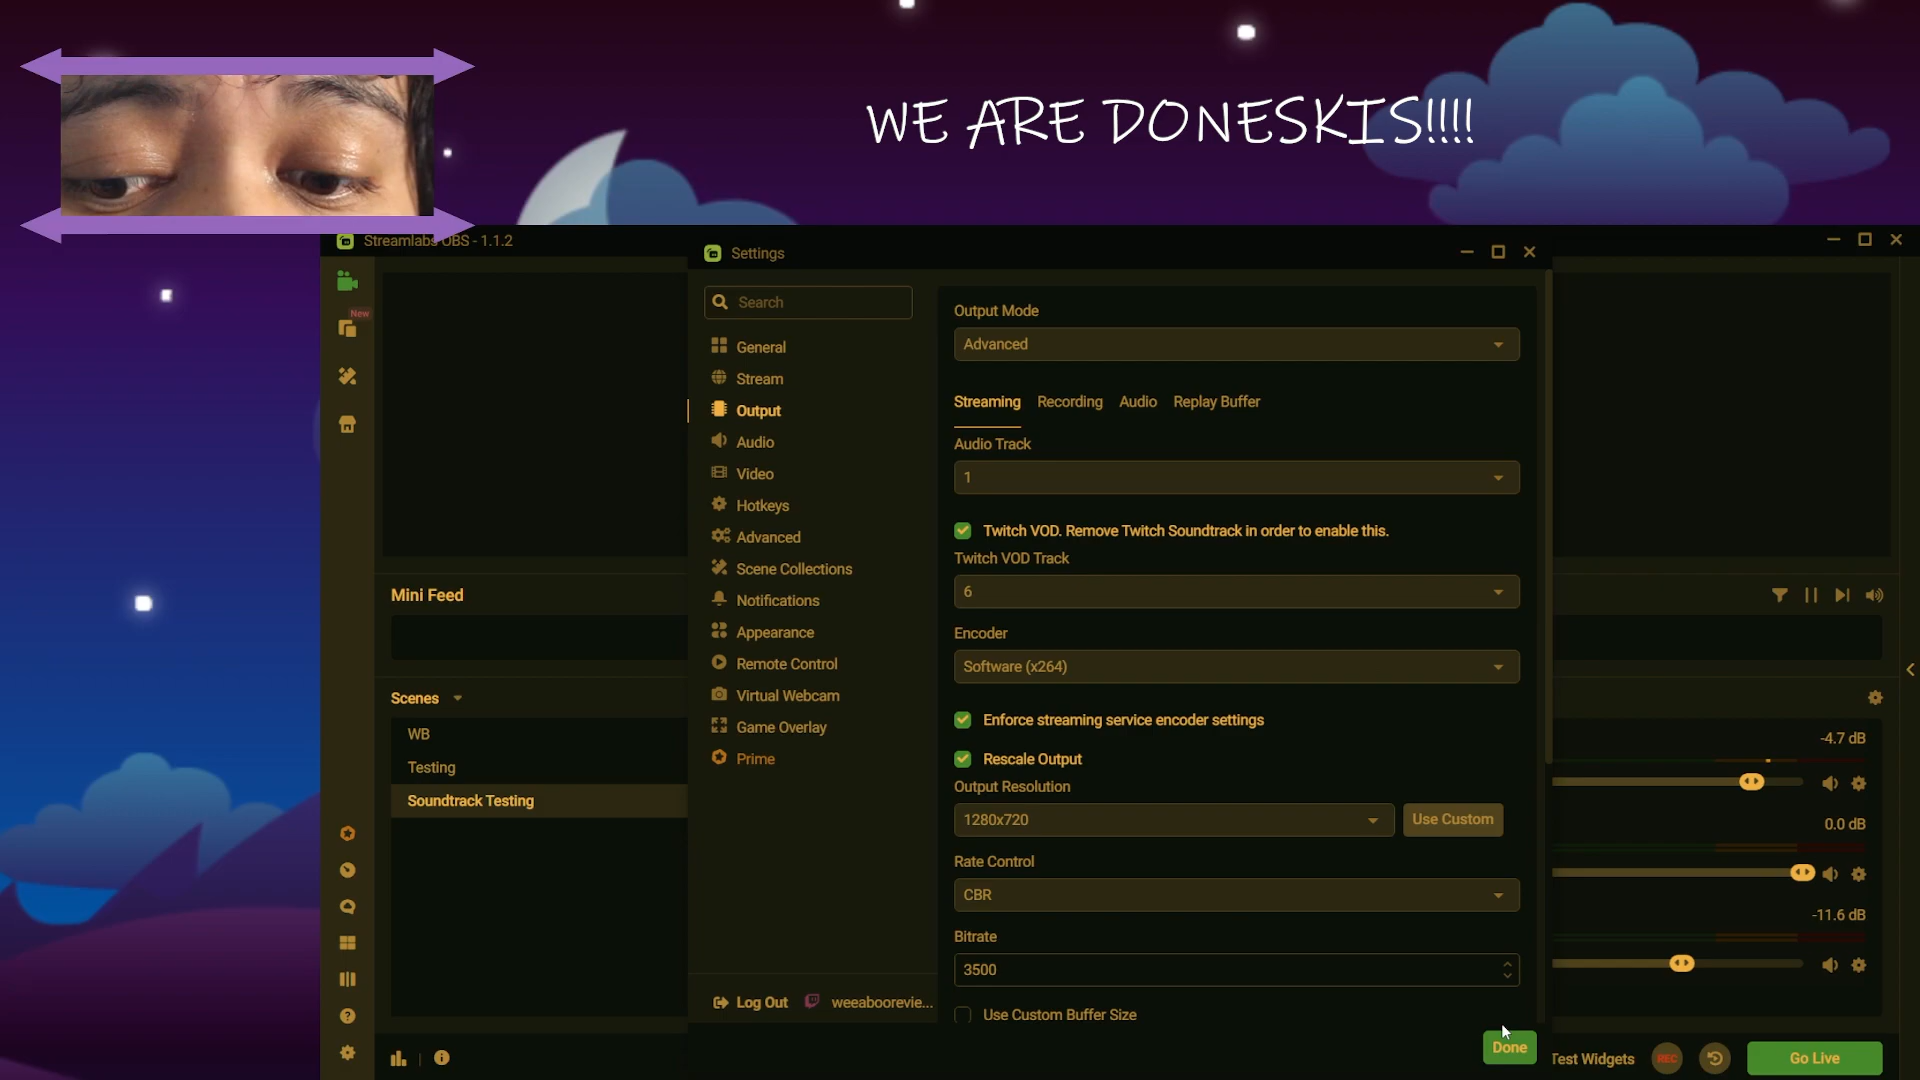 WE ARE DONESKIS!!!!
Streamlabs OBS - 1.1.2
Settings
New
Search
General
Stream
Output
Audio
Video
Hotkeys
Advanced
Scene Collections
Notifications
Appearance
Remote Control
Virtual Webcam
Game Overlay
Prime
Log Out
weeaboorevie...
Output Mode
Advanced
Streaming Recording Audio Replay Buffer
Audio Track
1
Twitch VOD. Remove Twitch Soundtrack in order to enable this.
Twitch VOD Track
6
Encoder
Software (x264)
Enforce streaming service encoder settings
Rescale Output
Output Resolution
1280x720
Use Custom
Rate Control
CBR
Bitrate
3500
Use Custom Buffer Size
Done
Mini Feed
Scenes
WB
Testing
Soundtrack Testing
-4.7 dB
0.0 dB
-11.6 dB
Test Widgets
REC
Go Live